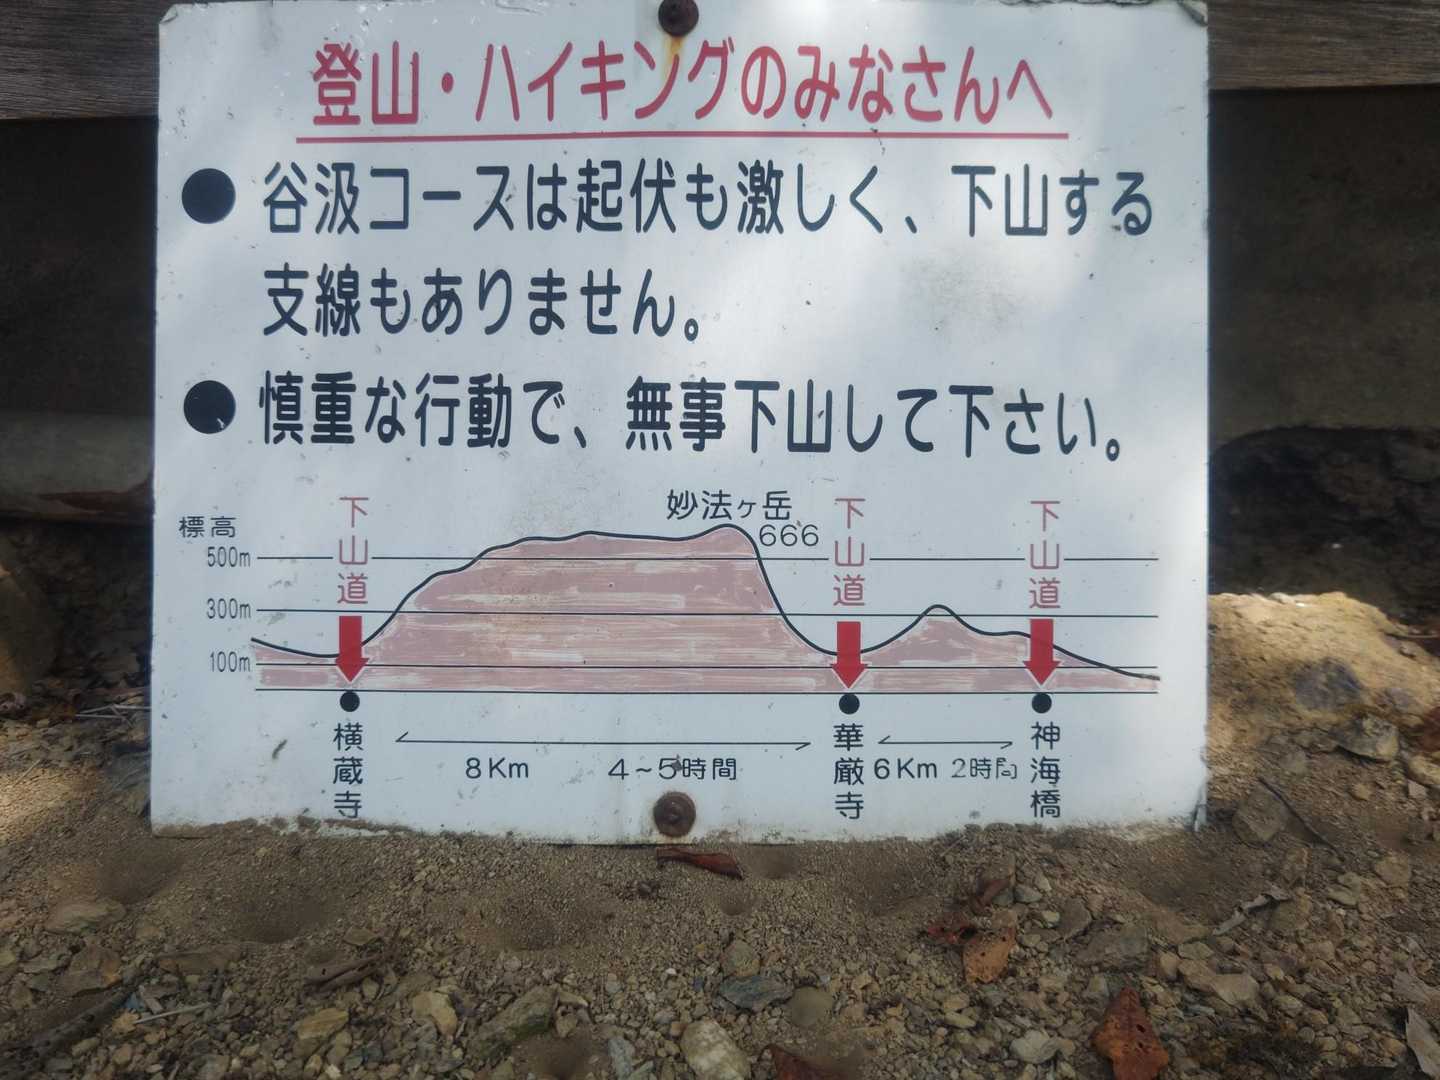 登山・ハイキングのみなさんへ
● 谷汲コースは起伏も激しく、下山する
支線もありません。
● 慎重な行動で、無事下山して下さい。
標高
500m
300m
100m
妙法ヶ岳
666
下山道
下山道
下山道
横蔵寺
8Km 4~5時間
華厳寺
6Km 2時間
神海橋